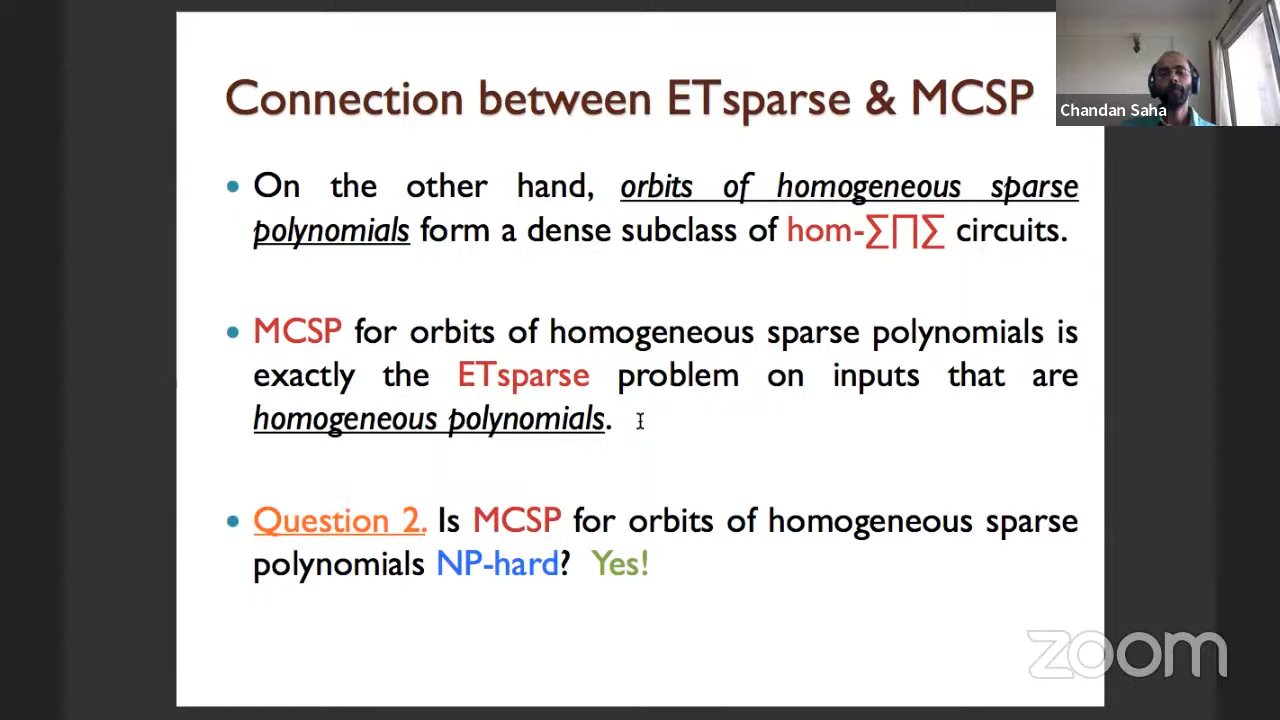 Connection between ETsparse & MCSP
Chandan Saha
• On the other hand, orbits of homogeneous sparse
polynomials form a dense subclass of hom-∑∏∑ circuits.
• MCSP for orbits of homogeneous sparse polynomials is
exactly the ETsparse problem on inputs that are
homogeneous polynomials.
• Question 2. Is MCSP for orbits of homogeneous sparse
polynomials NP-hard? Yes!
zoom